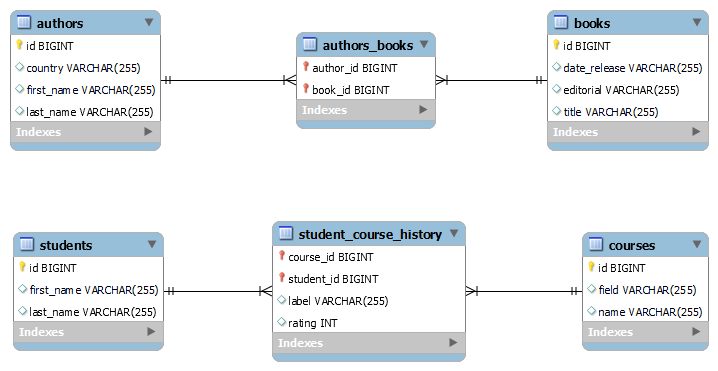 authors
id BIGINT
country VARCHAR(255)
first_name VARCHAR(255)
last_name VARCHAR(255)
Indexes
authors_books
author_id BIGINT
book_id BIGINT
Indexes
books
id BIGINT
date_release VARCHAR(255)
editorial VARCHAR(255)
title VARCHAR(255)
Indexes
students
id BIGINT
first_name VARCHAR(255)
last_name VARCHAR(255)
Indexes
student_course_history
course_id BIGINT
student_id BIGINT
label VARCHAR(255)
rating INT
Indexes
courses
id BIGINT
field VARCHAR(255)
name VARCHAR(255)
Indexes